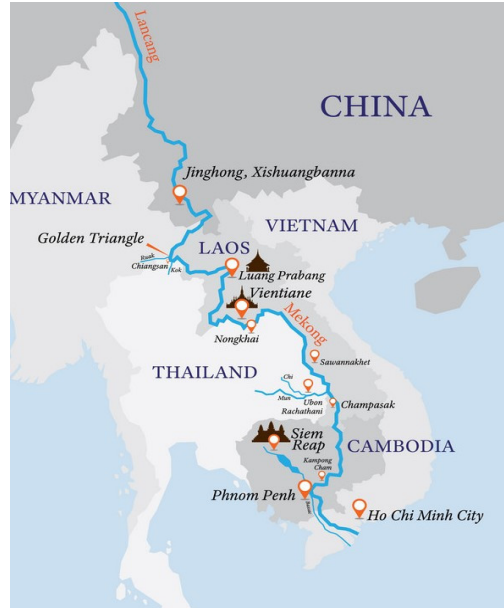 Lancang
CHINA
Jinghong, Xishuangbanna
MYANMAR
VIETNAM
Golden Triangle
LAOS
Ruak
Chiangsan
Kok
Luang Prabang
Vientiane
Mekong
Nongkhai
Sawannakhet
THAILAND
Chi
Mun
Ubon
Rachathani
Champasak
Siem
Reap
CAMBODIA
Kampong
Cham
Phnom Penh
Ho Chi Minh City